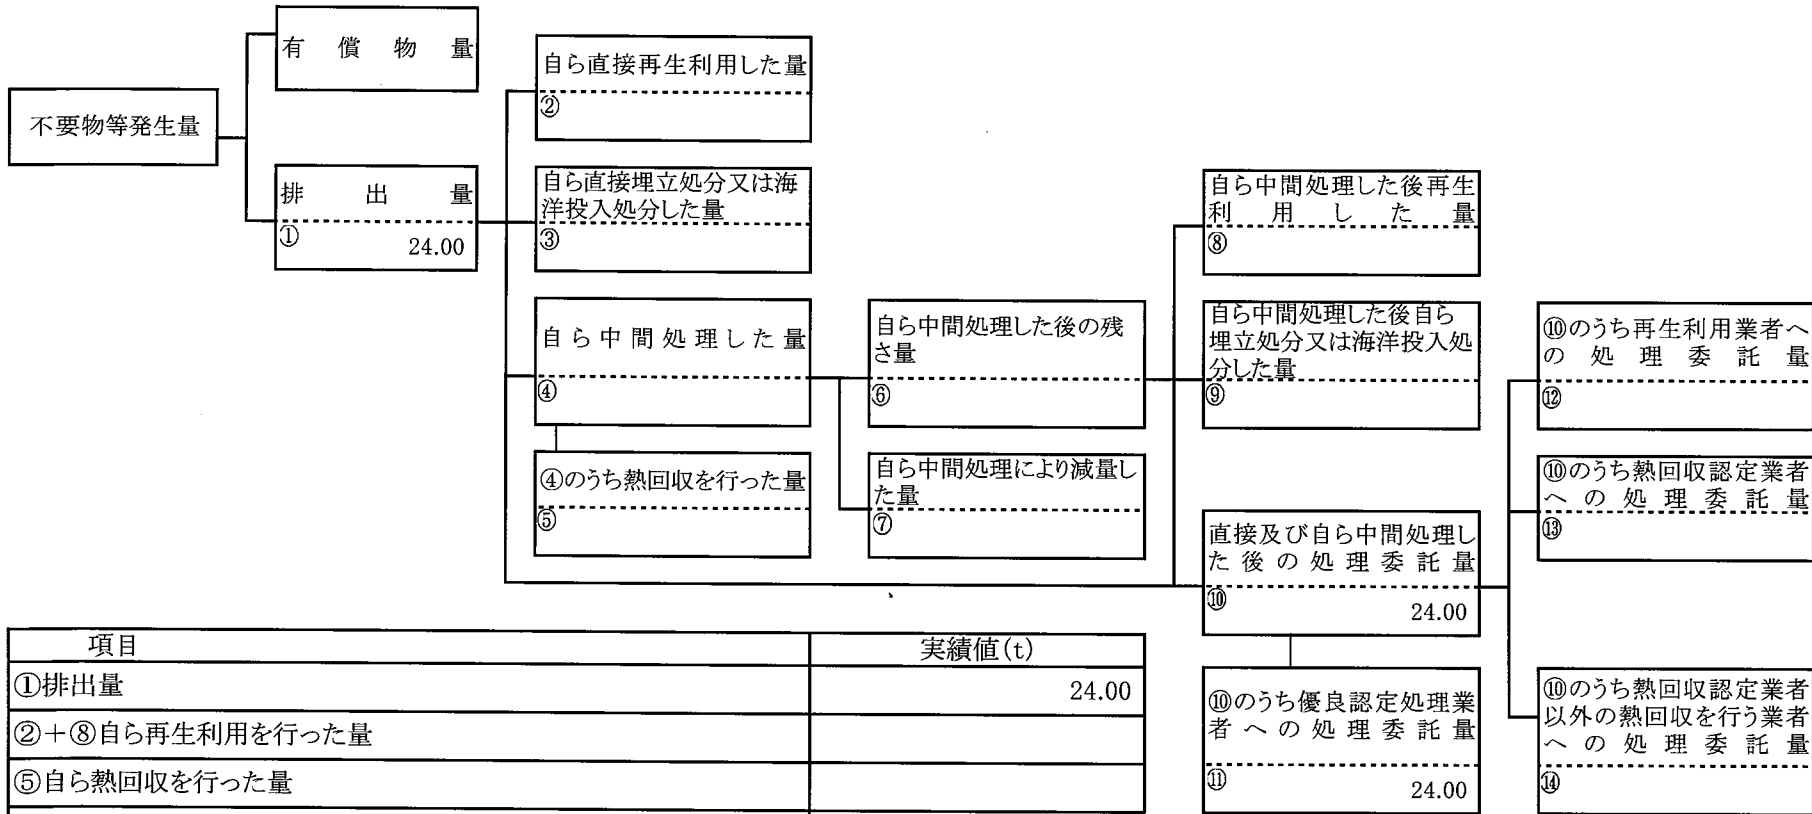 有償物量
不要物等発生量
排出量
①
24.00
自ら直接再生利用した量
②
自ら直接埋立処分又は海
洋投入処分した量
③
自ら中間処理した量
④
④のうち熱回収を行った量
⑤
自ら中間処理した後の残
さ量
⑥
自ら中間処理により減量し
た量
⑦
自ら中間処理した後再生
利用した量
⑧
自ら中間処理した後自ら
埋立処分又は海洋投入処
分した量
⑨
直接及び自ら中間処理し
た後の処理委託量
⑩
24.00
⑩のうち優良認定処理業
者への処理委託量
⑪
24.00
⑩のうち再生利用業者へ
の処理委託量
⑫
⑩のうち熱回収認定業者
への処理委託量
⑬
⑩のうち熱回収認定業者
以外の熱回収を行う業者
への処理委託量
⑭
項目 実績値(t)
①排出量 24.00
②+⑧自ら再生利用を行った量
⑤自ら熱回収を行った量